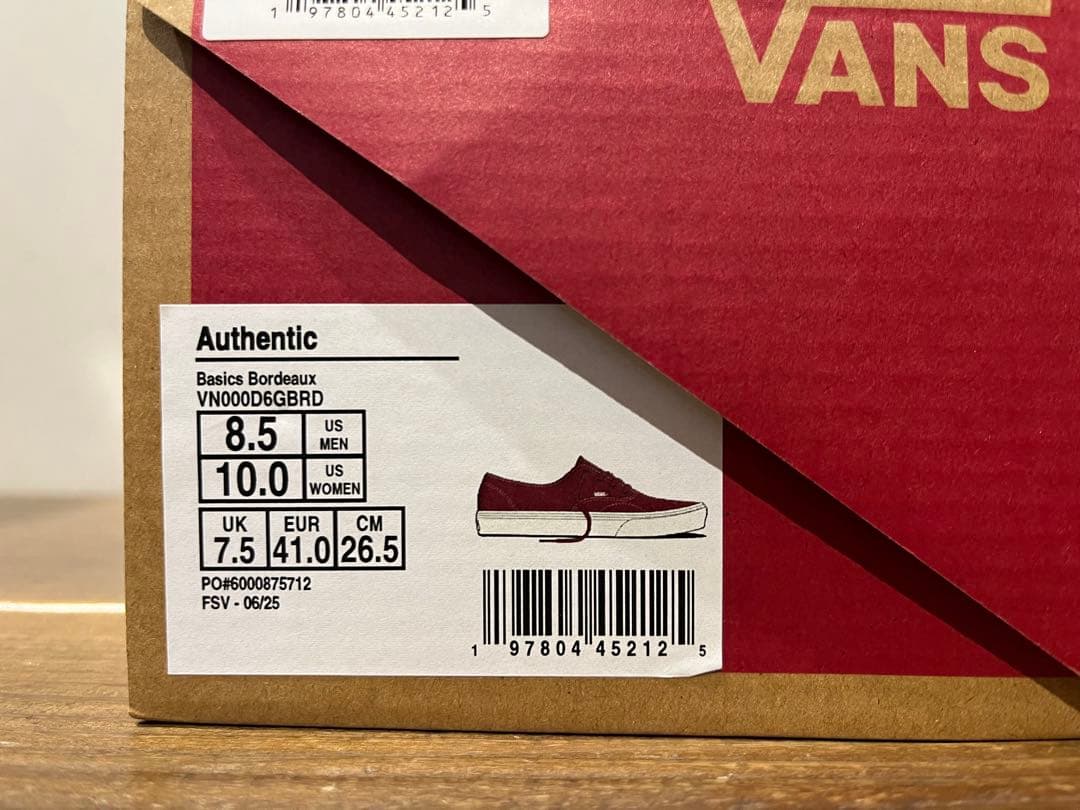 1 97804 45212 5
VANS
Authentic
Basics Bordeaux
VN000D6GBRD
8.5 US MEN
10.0 US WOMEN
UK EUR CM
7.5 41.0 26.5
PO#6000875712
FSV - 06/25
1 97804 45212 5